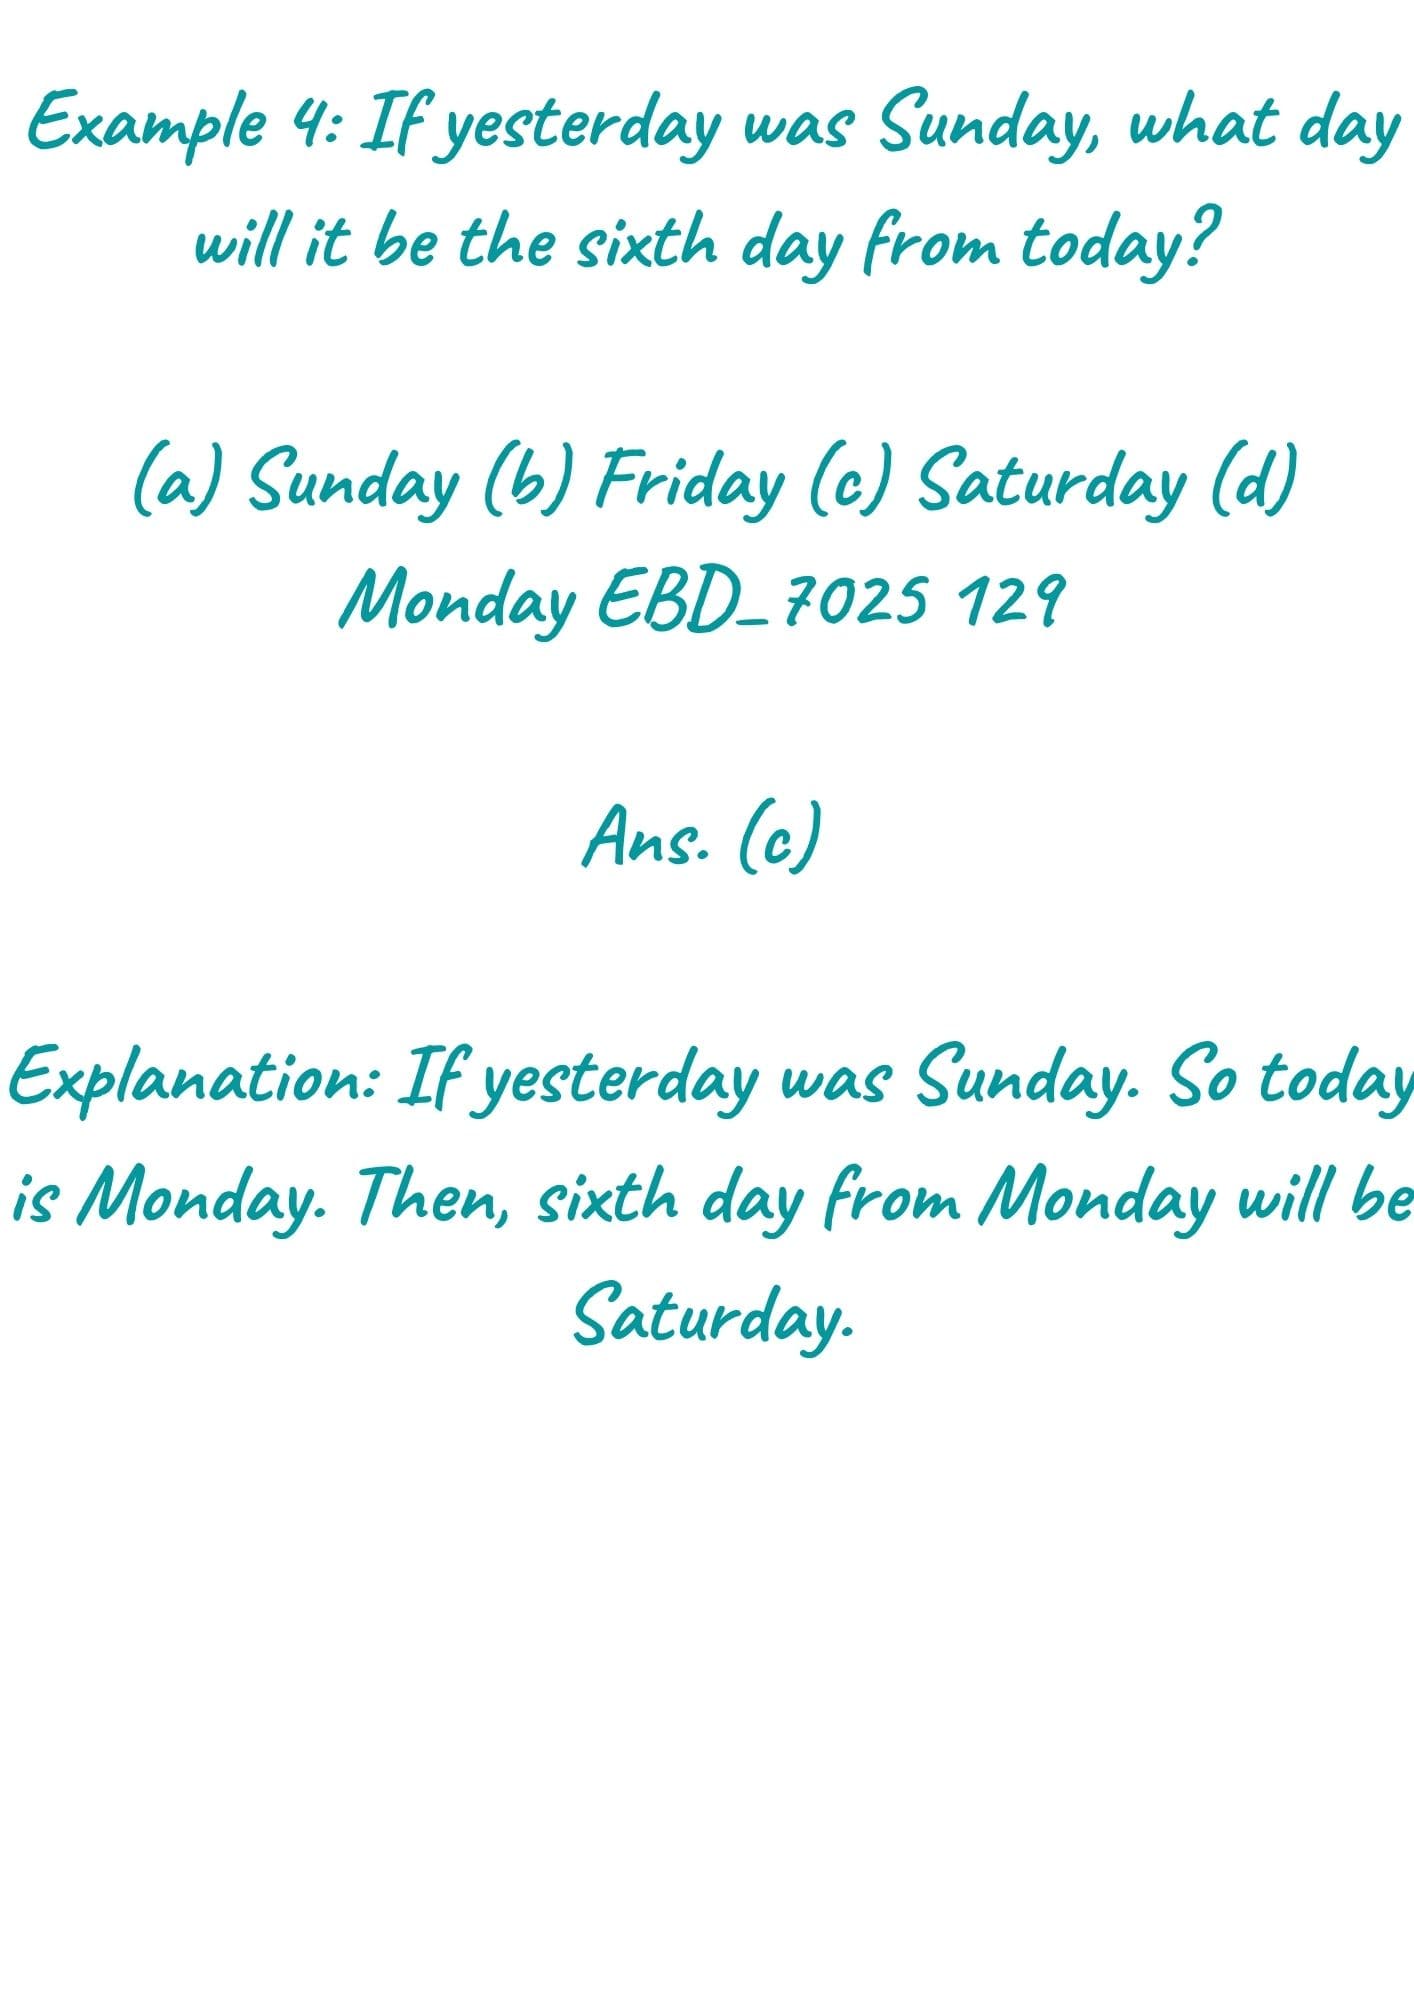 Example 4: If yesterday was Sunday, what day
will it be the sixth day from today?
(a) Sunday (b) Friday (c) Saturday (d)
Monday EBD_7025 129
Ans. (c)
Explanation: If yesterday was Sunday. So today
is Monday. Then, sixth day from Monday will be
Saturday.